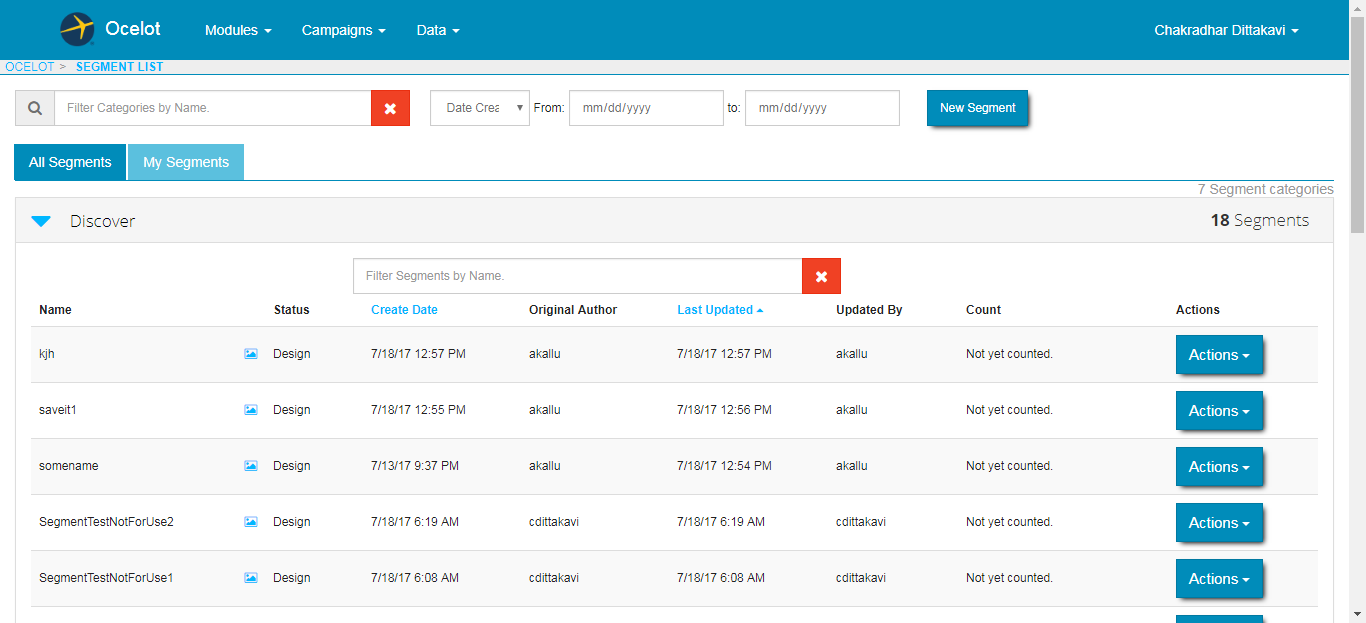 Ocelot Modules Campaigns Data Chakradhar Dittakavi
OCELOT > SEGMENT LIST
Filter Categories by Name. Date Crea From: mm/dd/yyyy to: mm/dd/yyyy New Segment
All Segments My Segments
7 Segment categories
Discover 18 Segments
Filter Segments by Name.
Name Status Create Date Original Author Last Updated Updated By Count Actions
kjh Design 7/18/17 12:57 PM akallu 7/18/17 12:57 PM akallu Not yet counted. Actions
saveit1 Design 7/18/17 12:55 PM akallu 7/18/17 12:56 PM akallu Not yet counted. Actions
somename Design 7/13/17 9:37 PM akallu 7/18/17 12:54 PM akallu Not yet counted. Actions
SegmentTestNotForUse2 Design 7/18/17 6:19 AM cdittakavi 7/18/17 6:19 AM cdittakavi Not yet counted. Actions
SegmentTestNotForUse1 Design 7/18/17 6:08 AM cdittakavi 7/18/17 6:08 AM cdittakavi Not yet counted. Actions